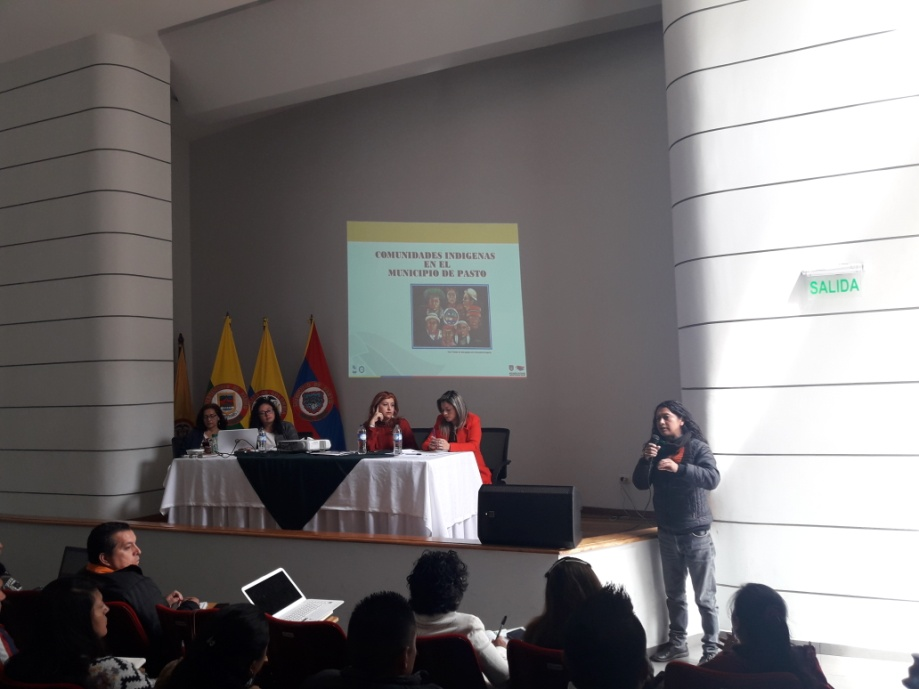 COMUNIDADES INDIGENAS
EN EL
MUNICIPIO DE PASTO
SALIDA